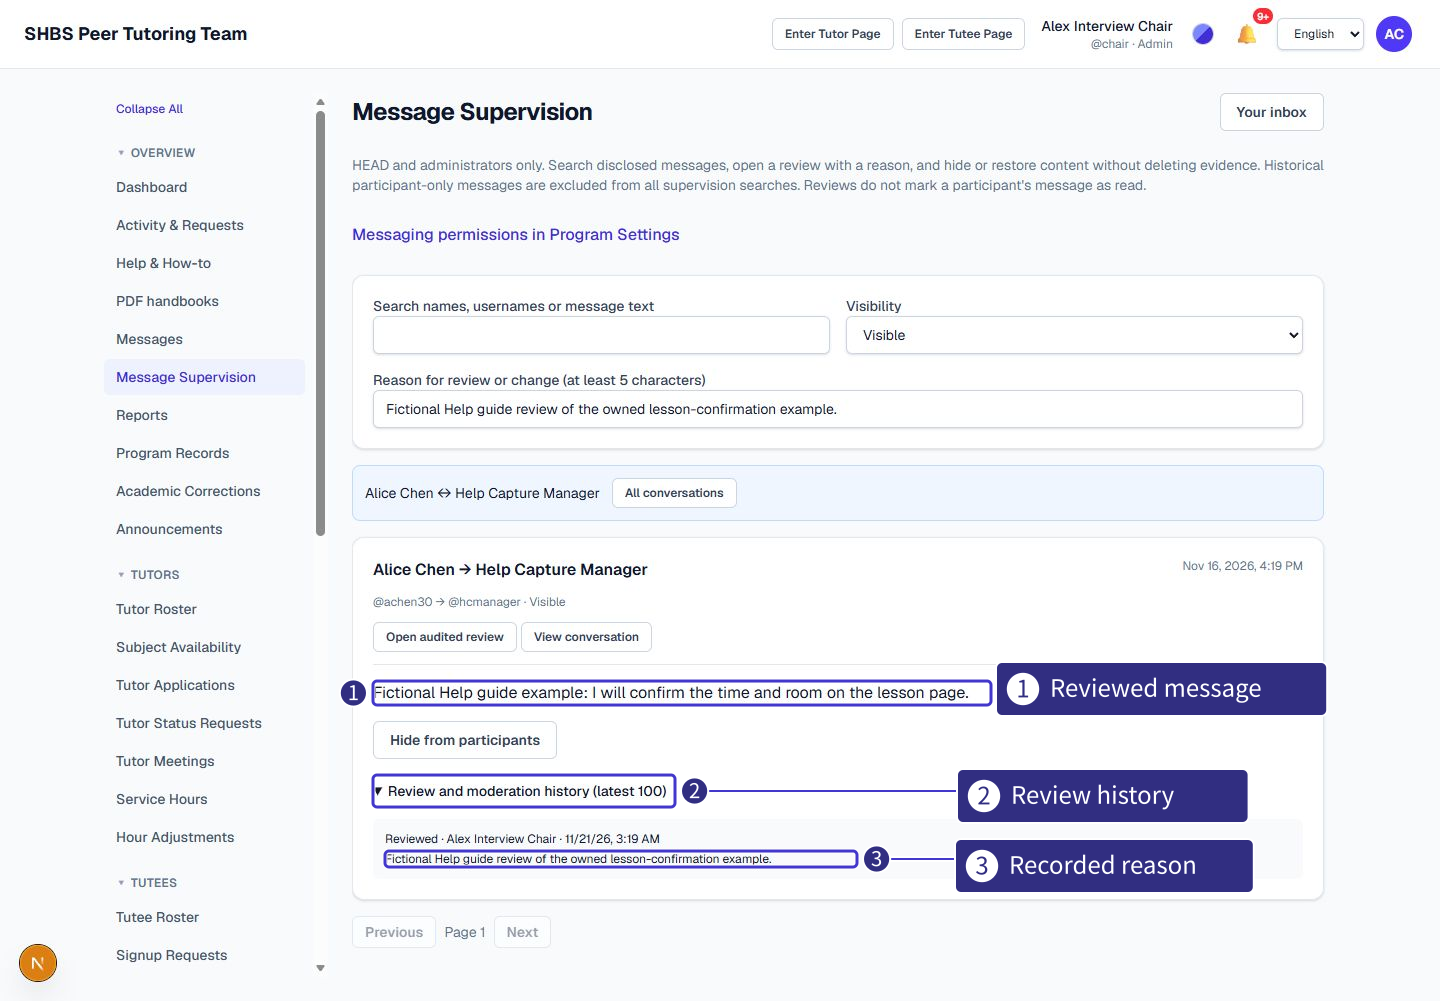 SHBS Peer Tutoring Team
Enter Tutor Page
Enter Tutee Page
Alex Interview Chair
@chair · Admin
9+
English
AC
Collapse All
OVERVIEW
Dashboard
Activity & Requests
Help & How-to
PDF handbooks
Messages
Message Supervision
Reports
Program Records
Academic Corrections
Announcements
TUTORS
Tutor Roster
Subject Availability
Tutor Applications
Tutor Status Requests
Tutor Meetings
Service Hours
Hour Adjustments
TUTEES
Tutee Roster
Signup Requests
N
Message Supervision
Your inbox
HEAD and administrators only. Search disclosed messages, open a review with a reason, and hide or restore content without deleting evidence. Historical
participant-only messages are excluded from all supervision searches. Reviews do not mark a participant's message as read.
Messaging permissions in Program Settings
Search names, usernames or message text
Visibility
Visible
Reason for review or change (at least 5 characters)
Fictional Help guide review of the owned lesson-confirmation example.
Alice Chen ↔ Help Capture Manager
All conversations
Alice Chen → Help Capture Manager
Nov 16, 2026, 4:19 PM
@achen30 → @hcmanager · Visible
Open audited review
View conversation
1 Fictional Help guide example: I will confirm the time and room on the lesson page.
1 Reviewed message
Hide from participants
Review and moderation history (latest 100) 2
2 Review history
Reviewed · Alex Interview Chair · 11/21/26, 3:19 AM
Fictional Help guide review of the owned lesson-confirmation example. 3
3 Recorded reason
Previous
Page 1
Next